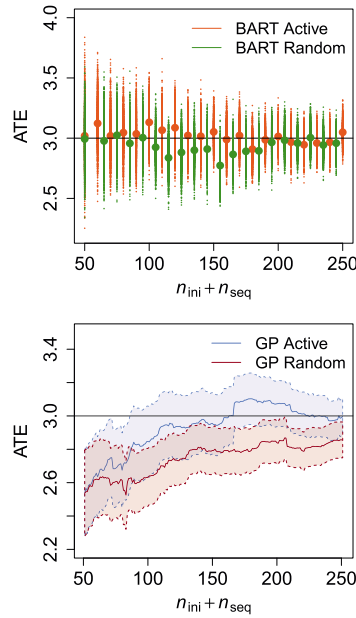 4.0
BART Active
BART Random
3.5
3.0
2.5
ATE
50
100
150
200
250
nini + nseq
GP Active
GP Random
3.4
3.0
2.6
2.2
ATE
50
100
150
200
250
nini + nseq